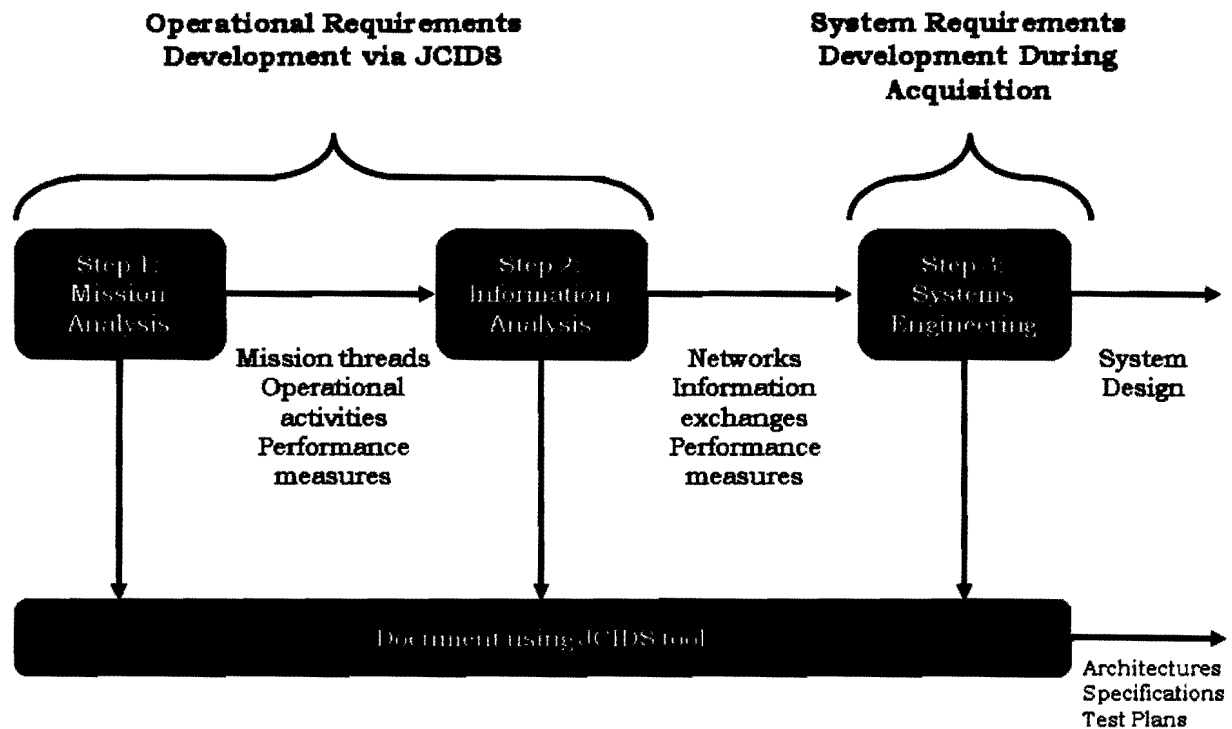 Operational Requirements
Development via JCIDS
System Requirements
Development During
Acquisition
Step 1:
Mission
Analysis
Step 2:
Information
Analysis
Step 3:
Systems
Engineering
Mission threads
Operational
activities
Performance
measures
Networks
Information
exchanges
Performance
measures
System
Design
Document using JCIDS tool
Architectures
Specifications
Test Plans